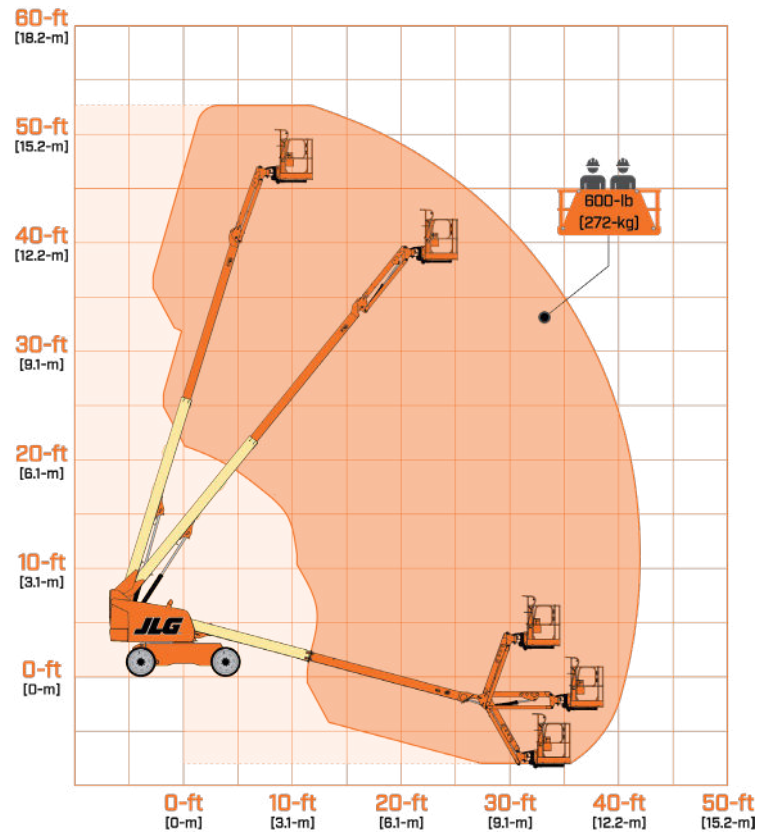 60-ft
[18.2-m]
50-ft
[15.2-m]
600-lb
[272-kg]
40-ft
[12.2-m]
30-ft
[9.1-m]
20-ft
[6.1-m]
10-ft
[3.1-m]
JLG
0-ft
[0-m]
0-ft 10-ft 20-ft 30-ft 40-ft 50-ft
[0-m] [3.1-m] [6.1-m] [9.1-m] [12.2-m] [15.2-m]